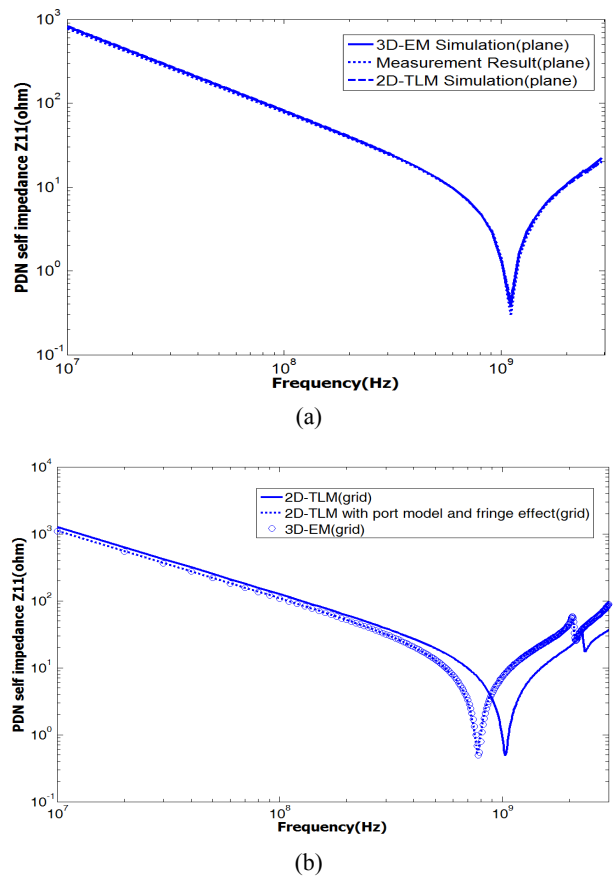 10^3
3D-EM Simulation(plane)
Measurement Result(plane)
2D-TLM Simulation(plane)
10^2
PDN self impedance Z11(ohm)
10^1
10^0
10^-1
10^7
10^8
10^9
Frequency(Hz)
(a)
10^4
2D-TLM(grid)
2D-TLM with port model and fringe effect(grid)
3D-EM(grid)
10^3
10^2
PDN self impedance Z11(ohm)
10^1
10^0
10^-1
10^7
10^8
10^9
Frequency(Hz)
(b)